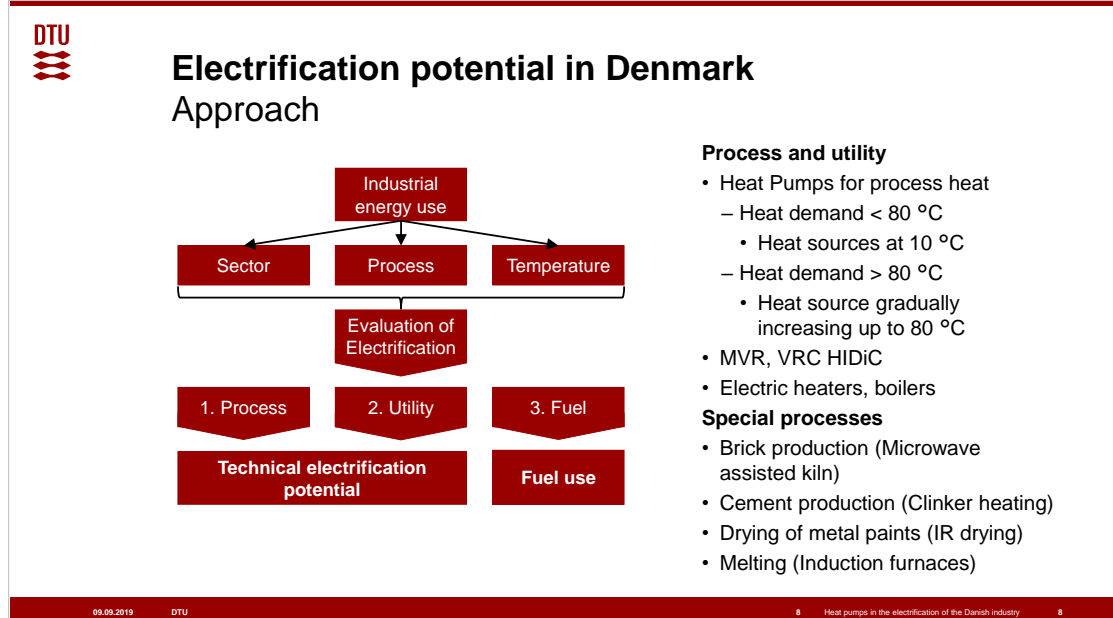 DTU
Electrification potential in Denmark
Approach
Industrial
energy use
Sector
Process
Temperature
Evaluation of
Electrification
1. Process
2. Utility
3. Fuel
Technical electrification
potential
Fuel use
Process and utility
• Heat Pumps for process heat
– Heat demand < 80 °C
• Heat sources at 10 °C
– Heat demand > 80 °C
• Heat source gradually
increasing up to 80 °C
• MVR, VRC HIDiC
• Electric heaters, boilers
Special processes
• Brick production (Microwave
assisted kiln)
• Cement production (Clinker heating)
• Drying of metal paints (IR drying)
• Melting (Induction furnaces)
09.09.2019 DTU 8 Heat pumps in the electrification of the Danish industry 8